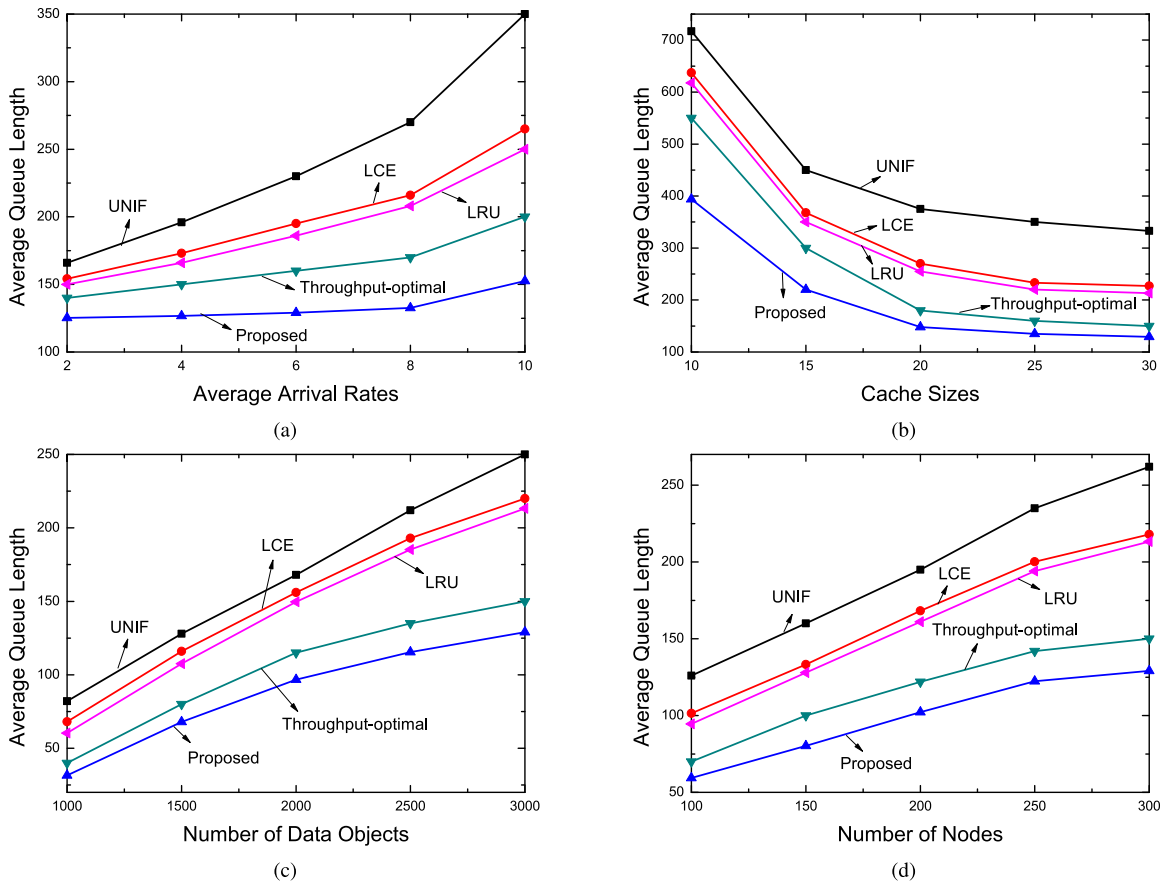 350
300
250
200
150
100
Average Queue Length
UNIF
LCE
LRU
Throughput-optimal
Proposed
2
4
6
8
10
Average Arrival Rates
(a)
700
600
500
400
300
200
100
Average Queue Length
UNIF
LCE
LRU
Throughput-optimal
Proposed
10
15
20
25
30
Cache Sizes
(b)
250
200
150
100
50
Average Queue Length
LCE
UNIF
LRU
Throughput-optimal
Proposed
1000
1500
2000
2500
3000
Number of Data Objects
(c)
250
200
150
100
50
Average Queue Length
UNIF
LCE
LRU
Throughput-optimal
Proposed
100
150
200
250
300
Number of Nodes
(d)